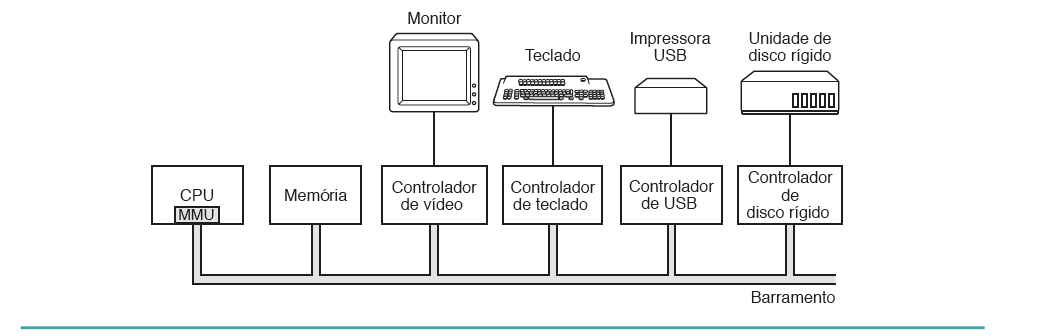 Monitor
Teclado
Impressora
USB
Unidade de
disco rígido
CPU
MMU
Memória
Controlador
de vídeo
Controlador
de teclado
Controlador
de USB
Controlador
de
disco rígido
Barramento